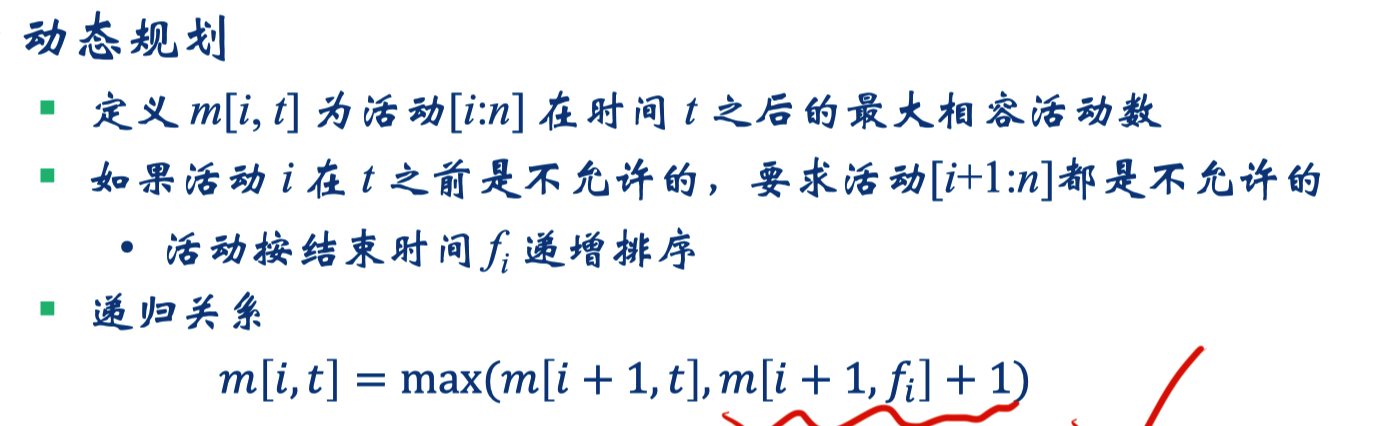 动态规划
▪ 定义 m[i, t] 为活动[i:n] 在时间 t 之后的最大相容活动数
▪ 如果活动 i 在 t 之前是不允许的，要求活动[i+1:n]都是不允许的
• 活动按结束时间 fᵢ 递增排序
▪ 递归关系
m[i, t] = max(m[i + 1, t], m[i + 1, fᵢ] + 1)